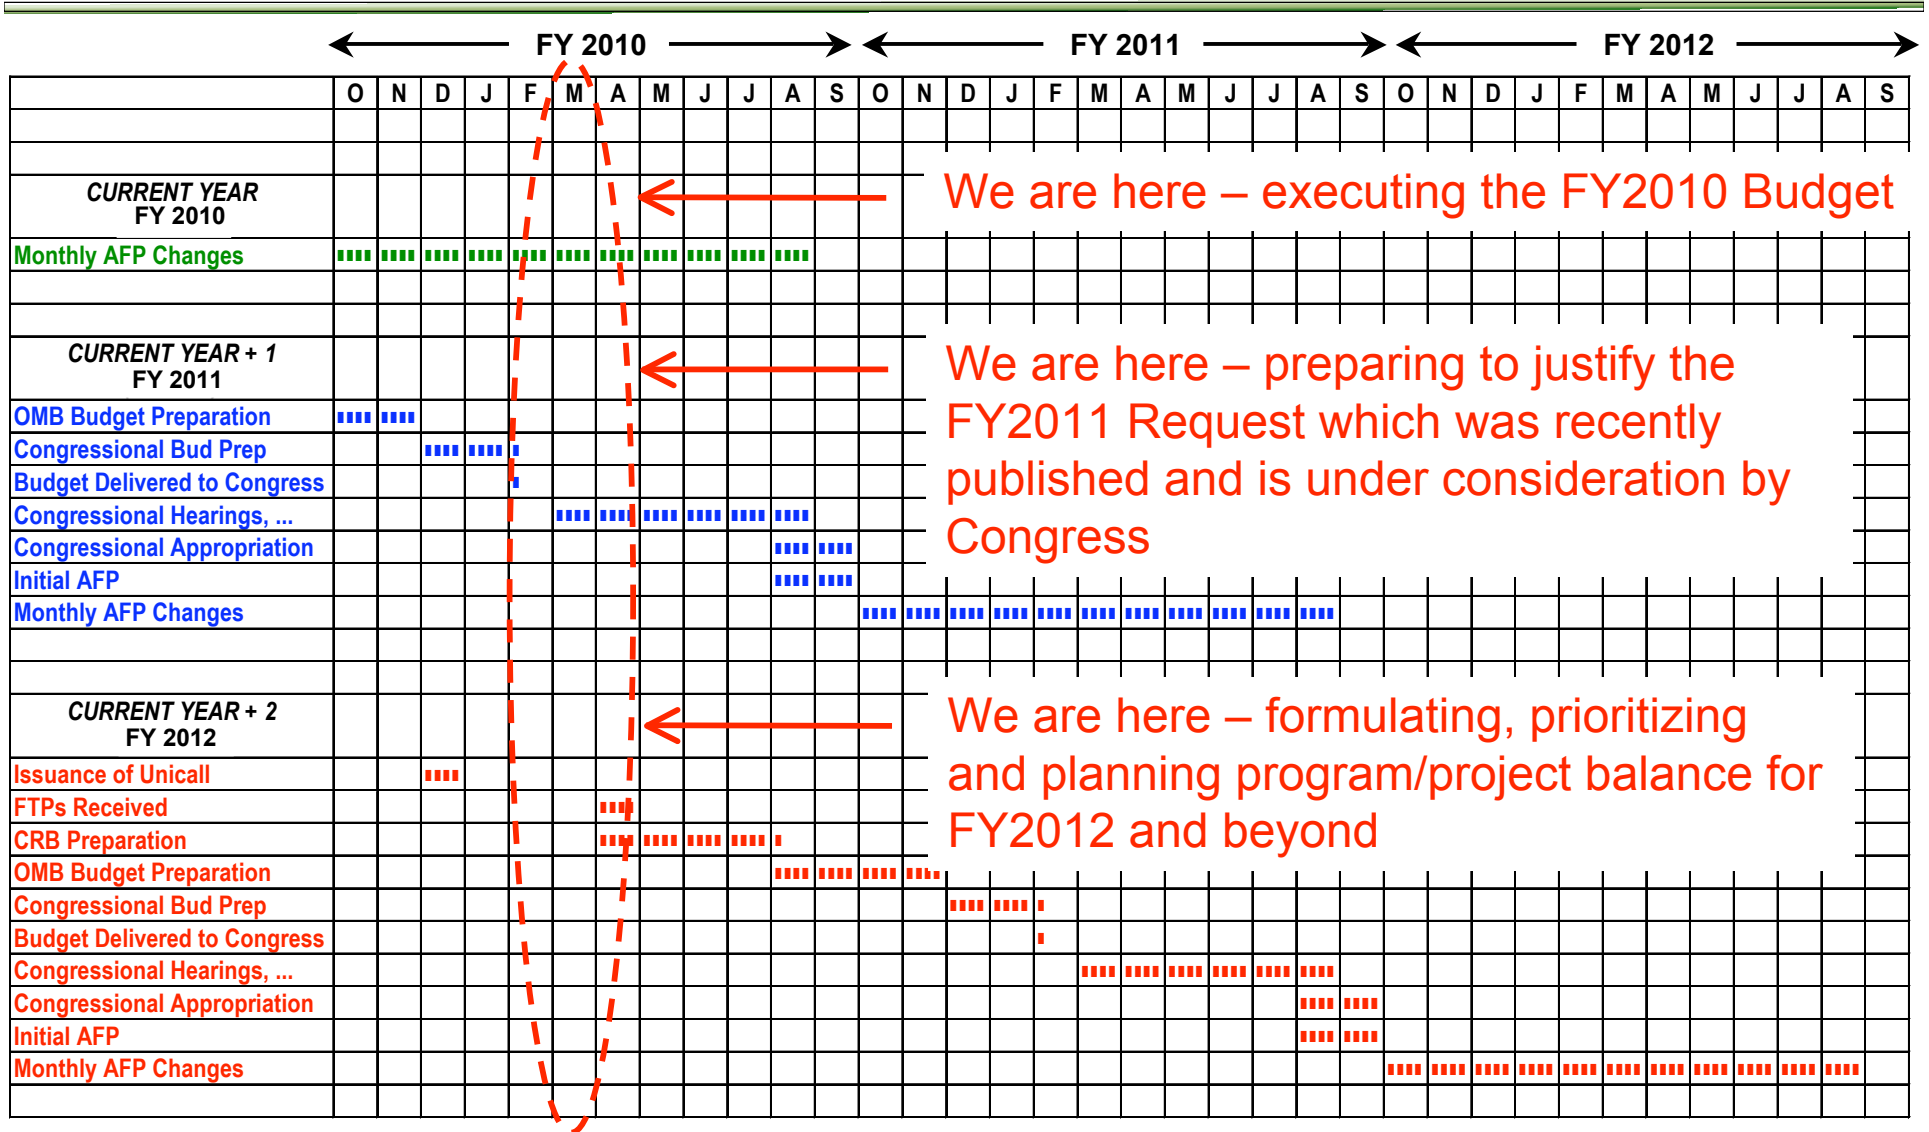 FY 2010 FY 2011 FY 2012
O N D J F M A M J J A S O N D J F M A M J J A S O N D J F M A M J J A S
CURRENT YEAR
FY 2010
We are here – executing the FY2010 Budget
Monthly AFP Changes
CURRENT YEAR + 1
FY 2011
We are here – preparing to justify the
FY2011 Request which was recently
published and is under consideration by
Congress
OMB Budget Preparation
Congressional Bud Prep
Budget Delivered to Congress
Congressional Hearings, ...
Congressional Appropriation
Initial AFP
Monthly AFP Changes
CURRENT YEAR + 2
FY 2012
We are here – formulating, prioritizing
and planning program/project balance for
FY2012 and beyond
Issuance of Unicall
FTPs Received
CRB Preparation
OMB Budget Preparation
Congressional Bud Prep
Budget Delivered to Congress
Congressional Hearings, ...
Congressional Appropriation
Initial AFP
Monthly AFP Changes